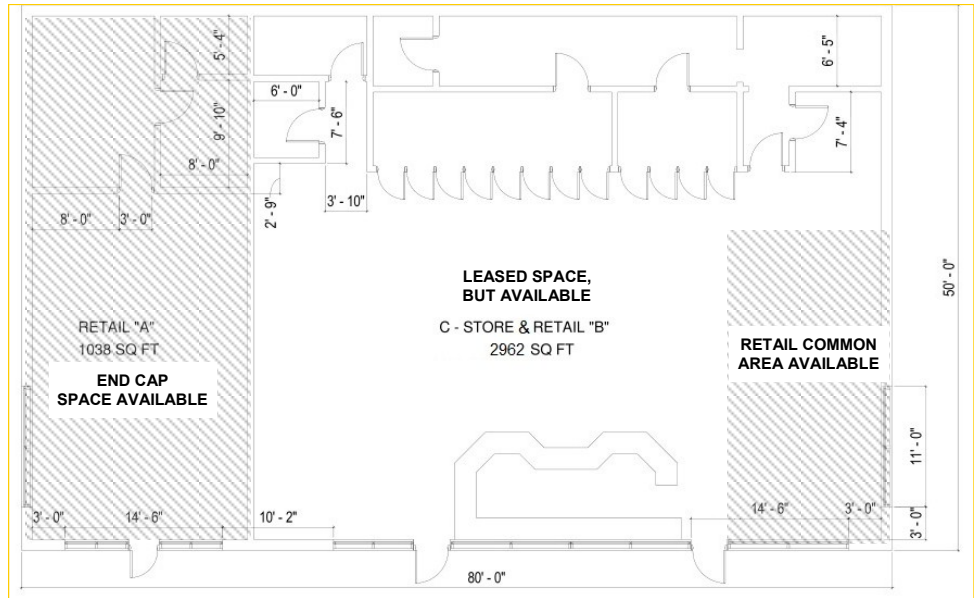 5' - 4"
6' - 5"
6' - 0"
9' - 10"
7' - 6"
7' - 4"
8' - 0"
2' - 9"
3' - 10"
8' - 0"
3' - 0"
50' - 0"
LEASED SPACE,
BUT AVAILABLE
RETAIL "A"
1038 SQ FT
C - STORE & RETAIL "B"
2962 SQ FT
RETAIL COMMON
AREA AVAILABLE
END CAP
SPACE AVAILABLE
11' - 0"
3' - 0"
14' - 6"
10' - 2"
14' - 6"
3' - 0"
3' - 0"
80' - 0"